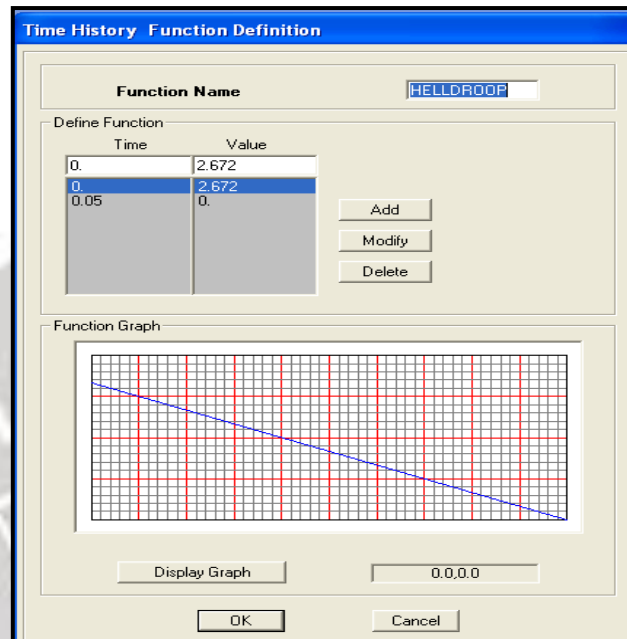 Time History Function Definition
Function Name HELLDROOP
Define Function
Time Value
0. 2.672
0. 2.672
0.05 0.
Add
Modify
Delete
Function Graph
Display Graph 0.0,0.0
OK Cancel